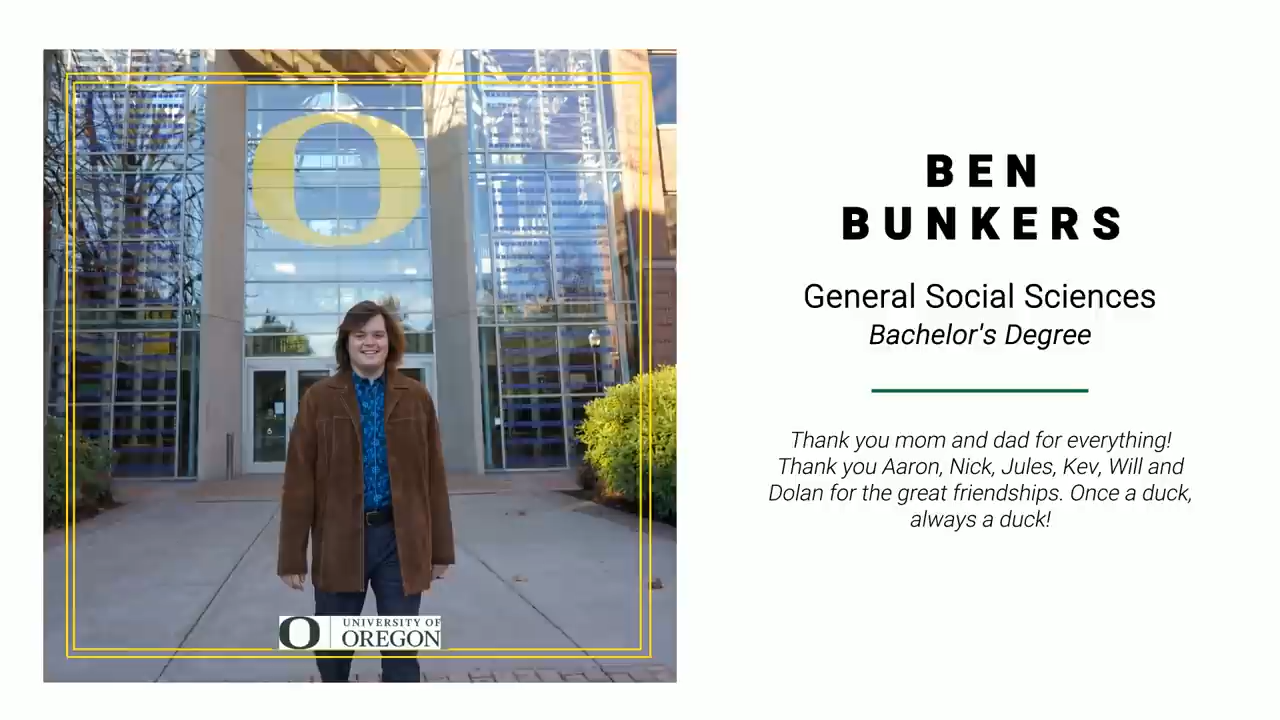 O
BEN
BUNKERS
General Social Sciences
Bachelor's Degree
Thank you mom and dad for everything!
Thank you Aaron, Nick, Jules, Kev, Will and
Dolan for the great friendships. Once a duck,
always a duck!
O UNIVERSITY OF
OREGON